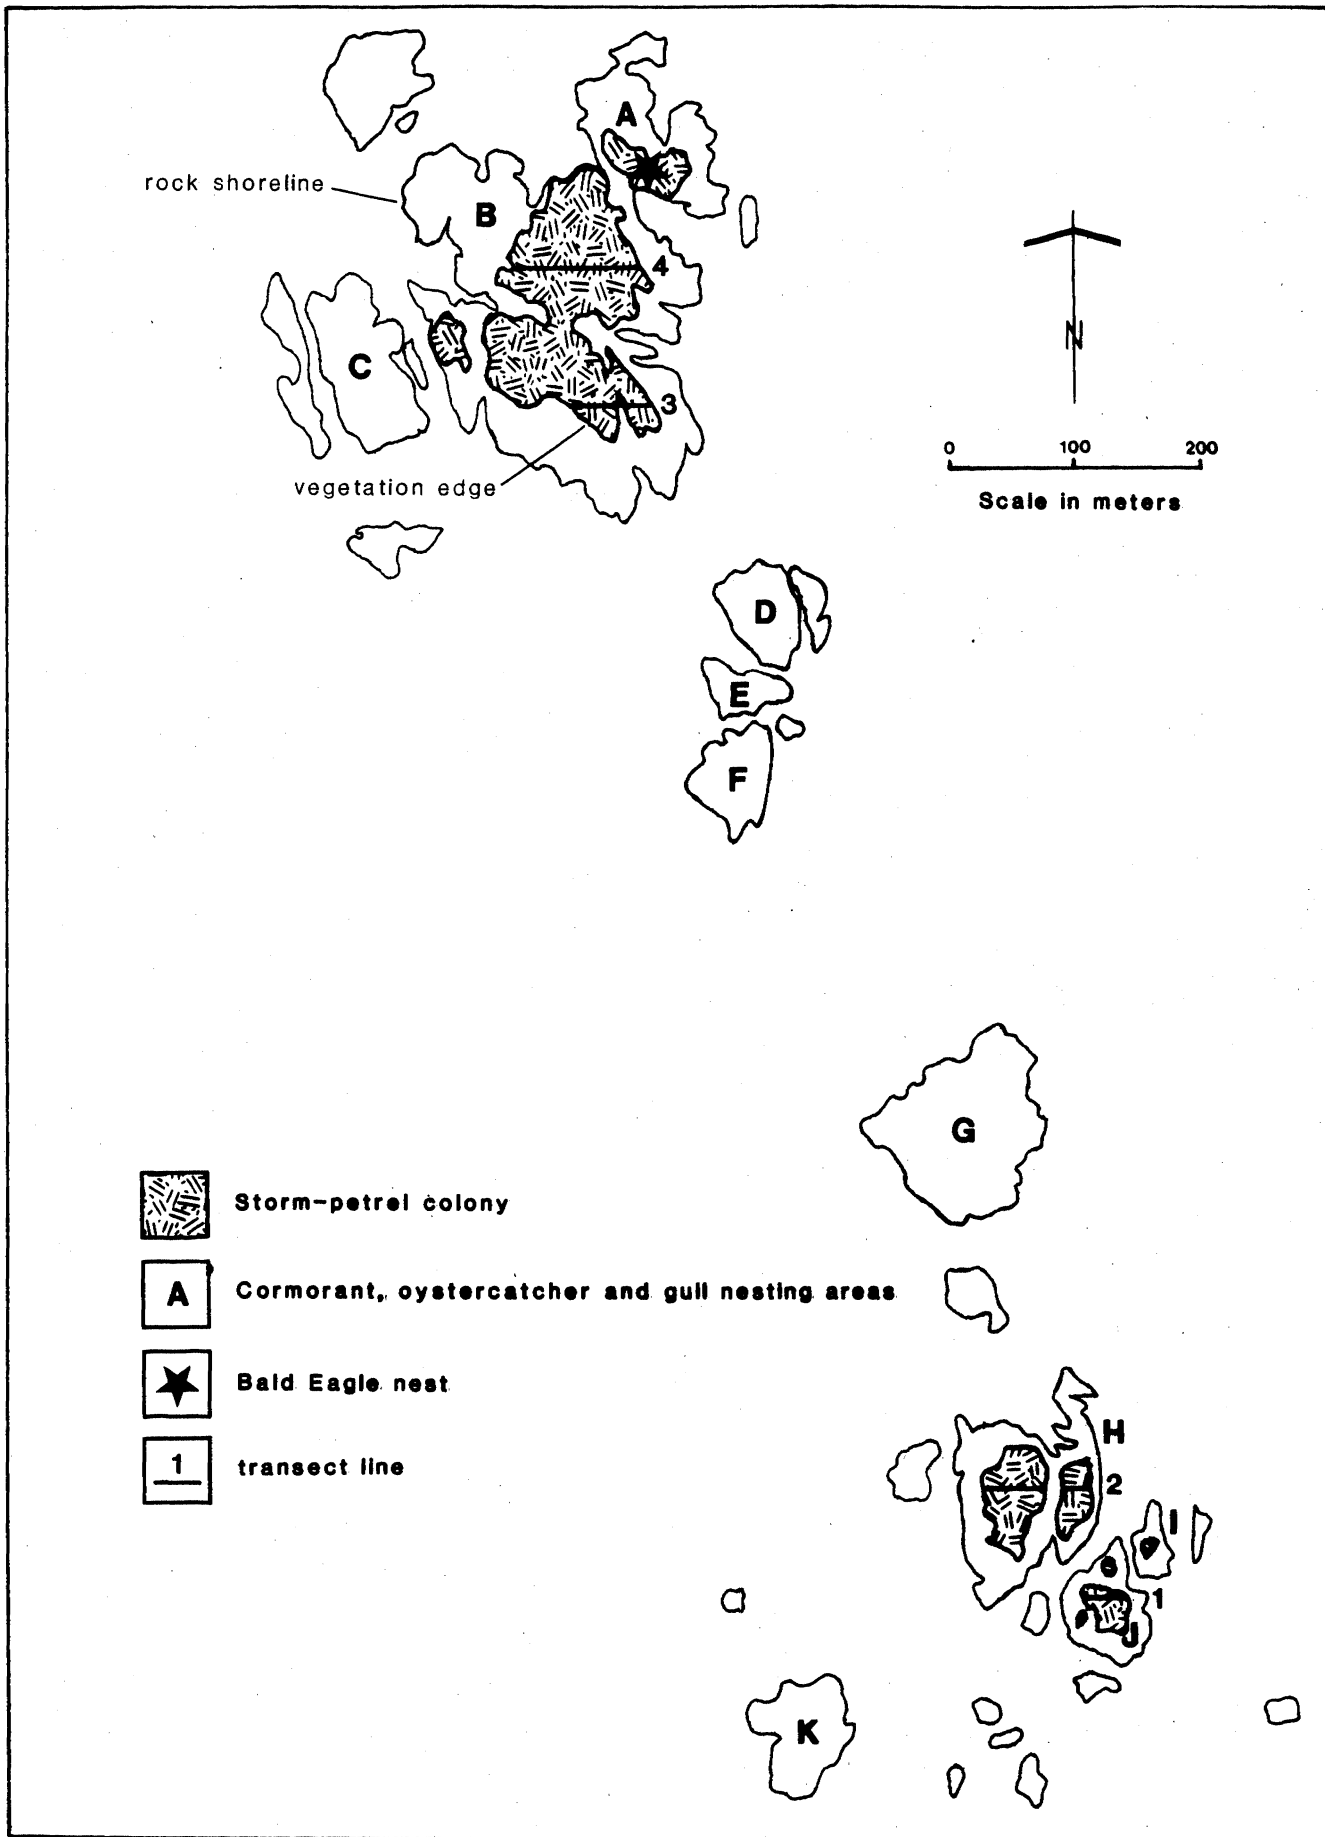 A
rock shoreline
B
4
C
3
vegetation edge
N
0 100 200
Scale in meters
D
E
F
G
Storm-petrel colony
A Cormorant, oystercatcher and gull nesting areas
Bald Eagle nest
1 transect line
H
2
I
1
J
K